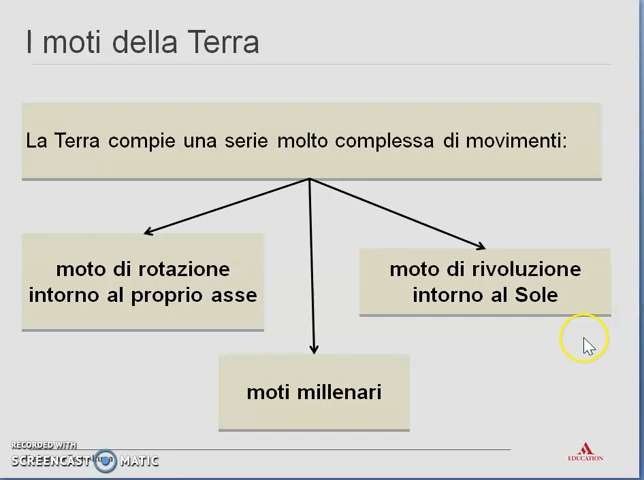 I moti della Terra
La Terra compie una serie molto complessa di movimenti:
moto di rotazione
intorno al proprio asse
moto di rivoluzione
intorno al Sole
moti millenari
RECORDED WITH
SCREENCAST MATIC
EDUCATION